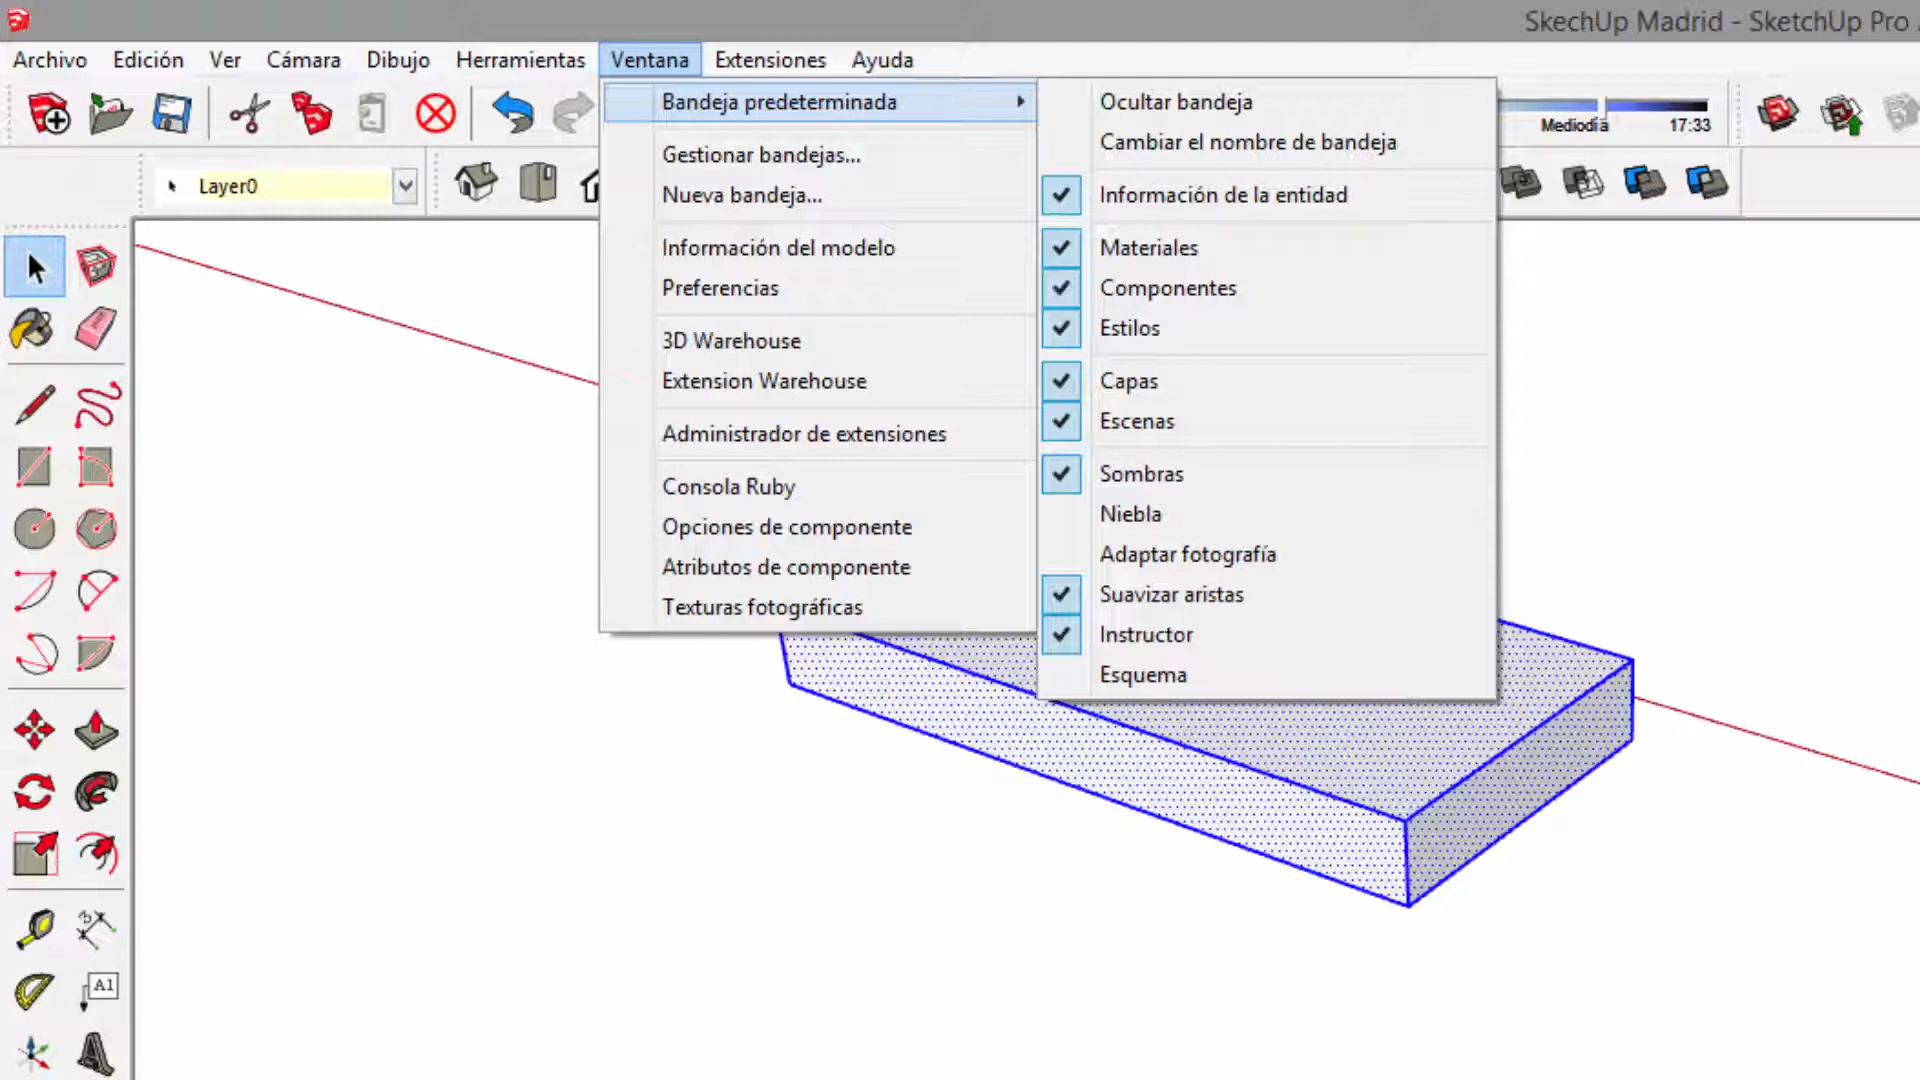 SkechUp Madrid - SketchUp Pro
Archivo Edición Ver Cámara Dibujo Herramientas Ventana Extensiones Ayuda
Mediodía 17:33
Layer0
Bandeja predeterminada
Gestionar bandejas...
Nueva bandeja...
Información del modelo
Preferencias
3D Warehouse
Extension Warehouse
Administrador de extensiones
Consola Ruby
Opciones de componente
Atributos de componente
Texturas fotográficas
Ocultar bandeja
Cambiar el nombre de bandeja
Información de la entidad
Materiales
Componentes
Estilos
Capas
Escenas
Sombras
Niebla
Adaptar fotografía
Suavizar aristas
Instructor
Esquema
A1